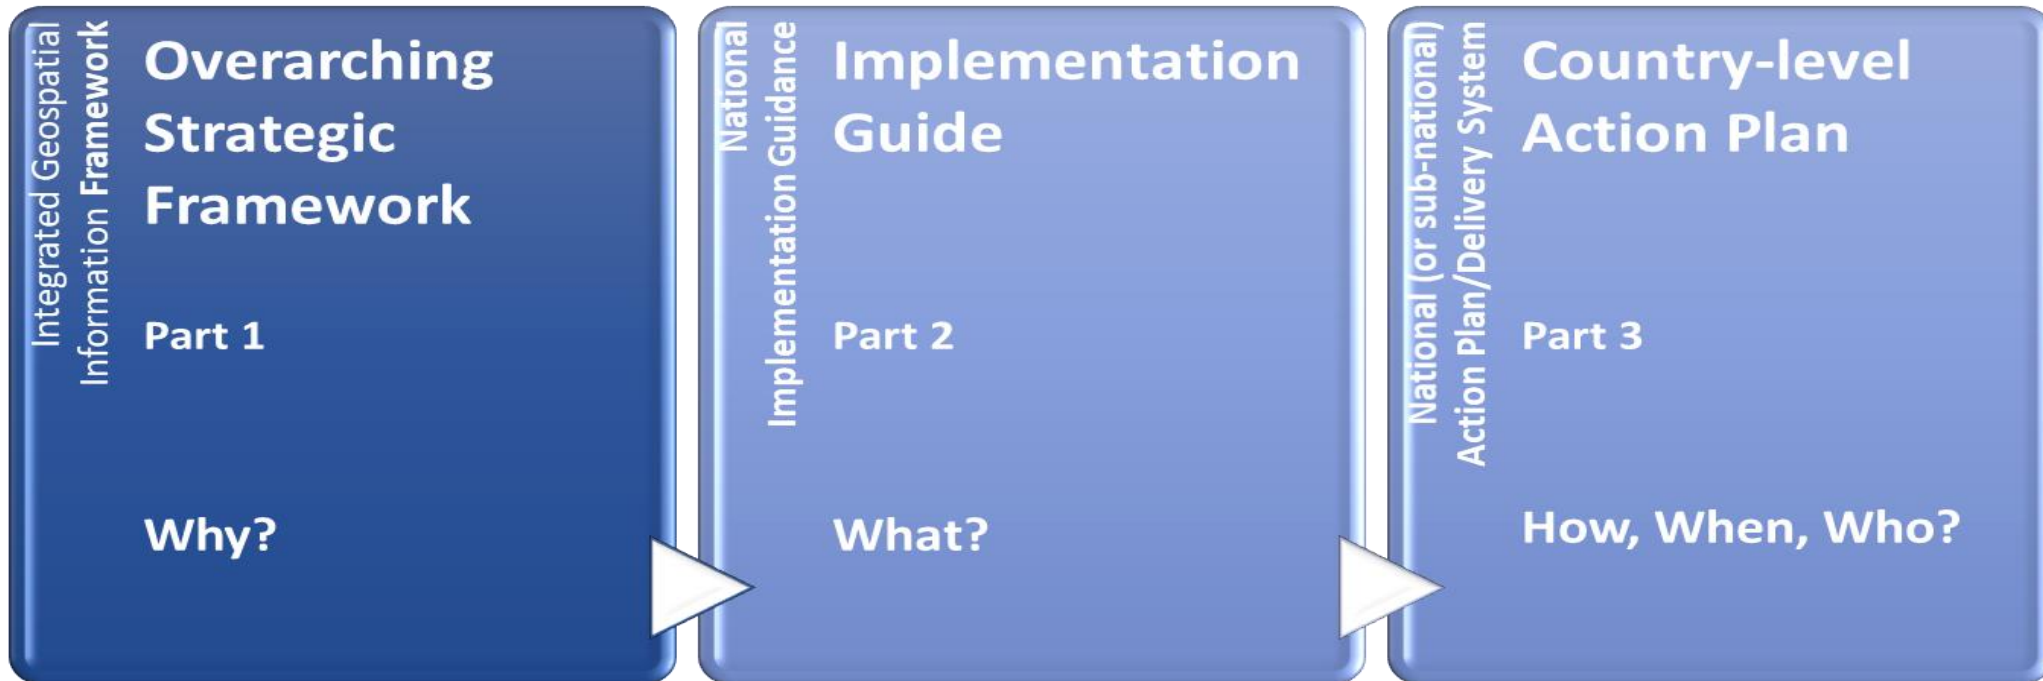 Integrated Geospatial
Information Framework
Overarching
Strategic
Framework
Part 1
Why?
National
Implementation Guidance
Implementation
Guide
Part 2
What?
National (or sub-national)
Action Plan/Delivery System
Country-level
Action Plan
Part 3
How, When, Who?